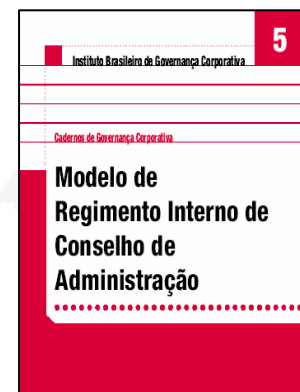 5
Instituto Brasileiro de Governança Corporativa
Cadernos de Governança Corporativa
Modelo de
Regimento Interno de
Conselho de
Administração